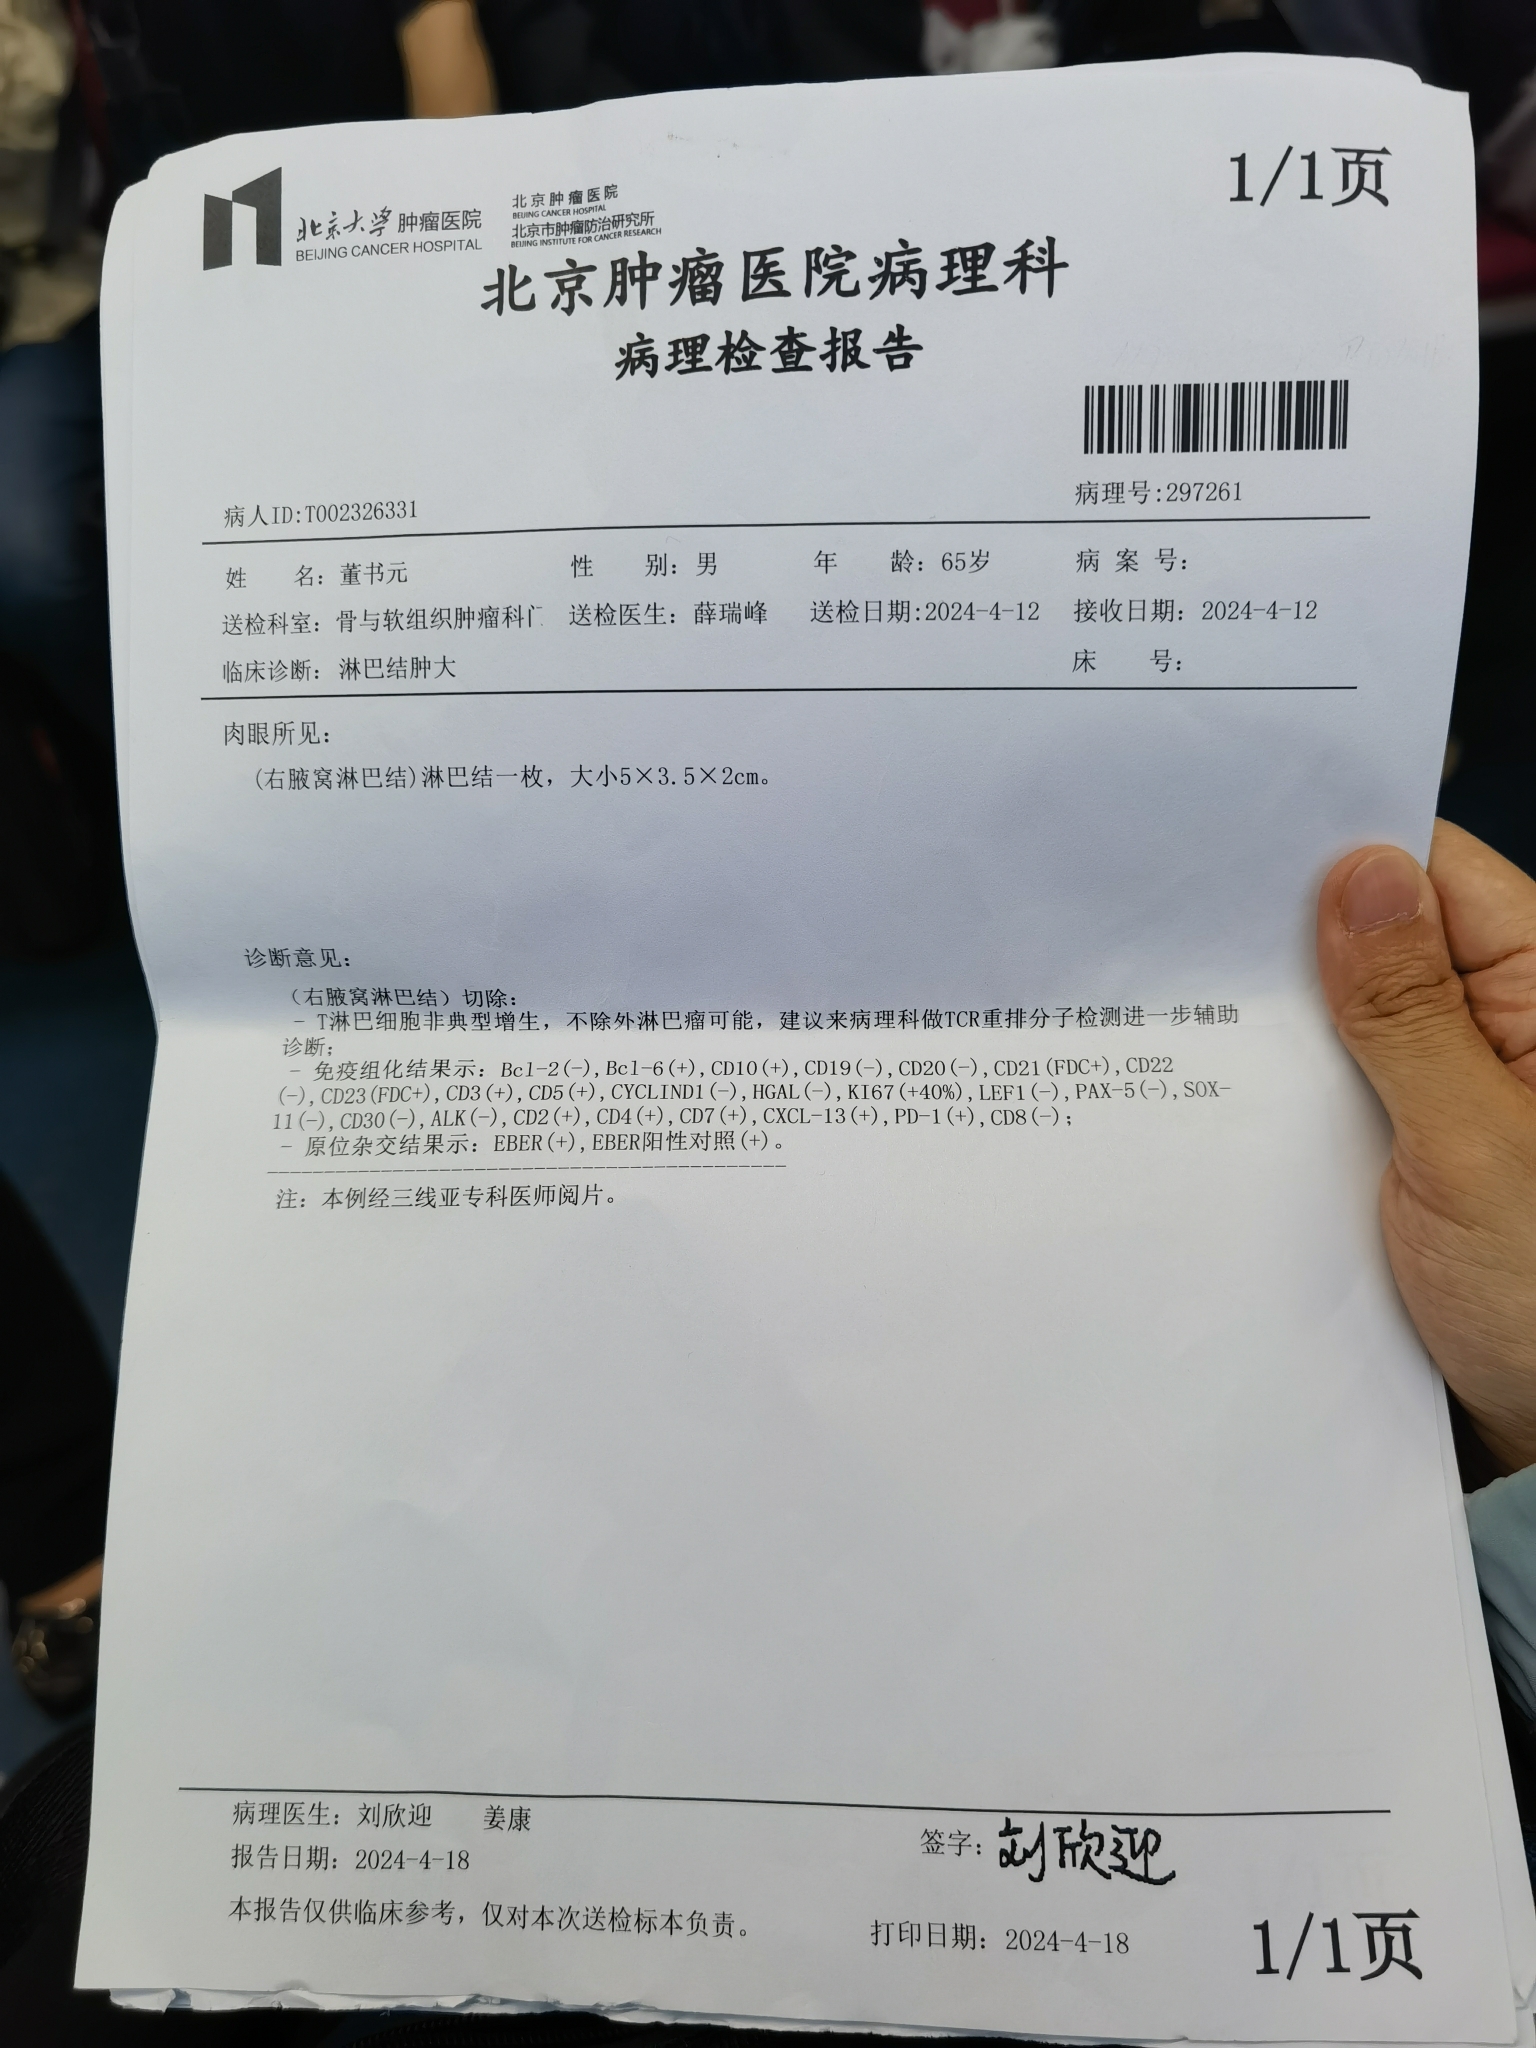 1/1页
北京大学肿瘤医院
BEIJING CANCER HOSPITAL
北京肿瘤医院
BEIJING CANCER HOSPITAL
北京市肿瘤防治研究所
BEIJING INSTITUTE FOR CANCER RESEARCH
北京肿瘤医院病理科
病理检查报告
病人ID:T002326331 病理号:297261
姓 名: 董书元 性 别: 男 年 龄: 65岁 病 案 号:
送检科室: 骨与软组织肿瘤科门 送检医生: 薛瑞峰 送检日期:2024-4-12 接收日期: 2024-4-12
临床诊断: 淋巴结肿大 床 号:
肉眼所见:
(右腋窝淋巴结)淋巴结一枚，大小5×3.5×2cm。
诊断意见:
（右腋窝淋巴结）切除:
- T淋巴细胞非典型增生，不除外淋巴瘤可能，建议来病理科做TCR重排分子检测进一步辅助
诊断;
- 免疫组化结果示: Bcl-2(-),Bcl-6(+),CD10(+),CD19(-),CD20(-),CD21(FDC+),CD22
(-),CD23(FDC+),CD3(+),CD5(+),CYCLIND1(-),HGAL(-),KI67(+40%),LEF1(-),PAX-5(-),SOX-
11(-),CD30(-),ALK(-),CD2(+),CD4(+),CD7(+),CXCL-13(+),PD-1(+),CD8(-);
- 原位杂交结果示: EBER(+),EBER阳性对照(+)。
注: 本例经三线亚专科医师阅片。
病理医生: 刘欣迎 姜康
签字: 刘欣迎
报告日期: 2024-4-18
本报告仅供临床参考，仅对本次送检标本负责。
打印日期: 2024-4-18
1/1页